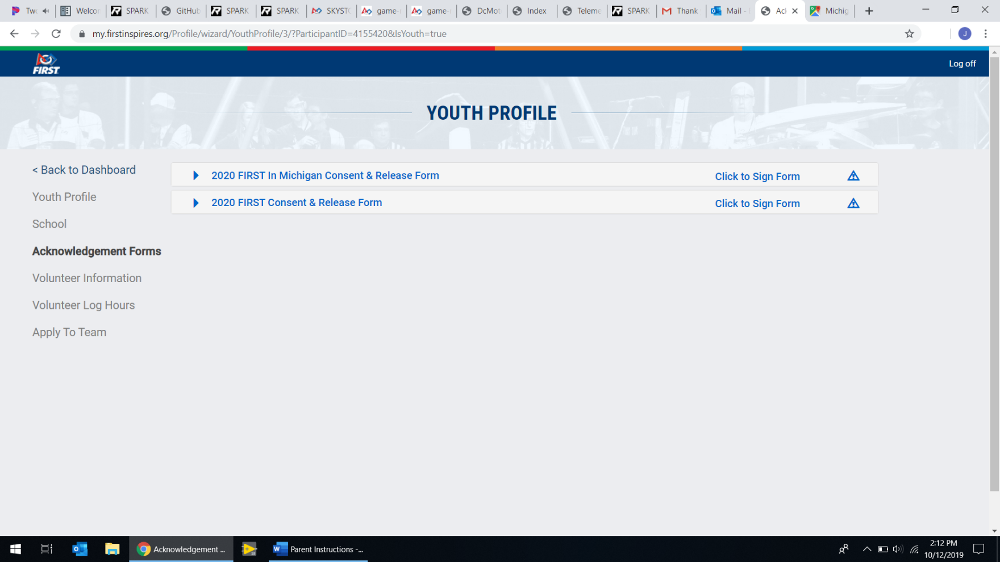 Two
Welcor
SPARK
GitHub
SPARK
SPARK
SKYSTO
game-
game-
DcMot
Index
Teleme
SPARK
Thank
Mail -
Ack
Michig
my.firstinspires.org/Profile/wizard/YouthProfile/3/?ParticipantID=4155420&IsYouth=true
J
FIRST
Log off
YOUTH PROFILE
< Back to Dashboard
Youth Profile
School
Acknowledgement Forms
Volunteer Information
Volunteer Log Hours
Apply To Team
2020 FIRST In Michigan Consent & Release Form
Click to Sign Form
2020 FIRST Consent & Release Form
Click to Sign Form
Acknowledgement ...
Parent Instructions -...
2:12 PM
10/12/2019